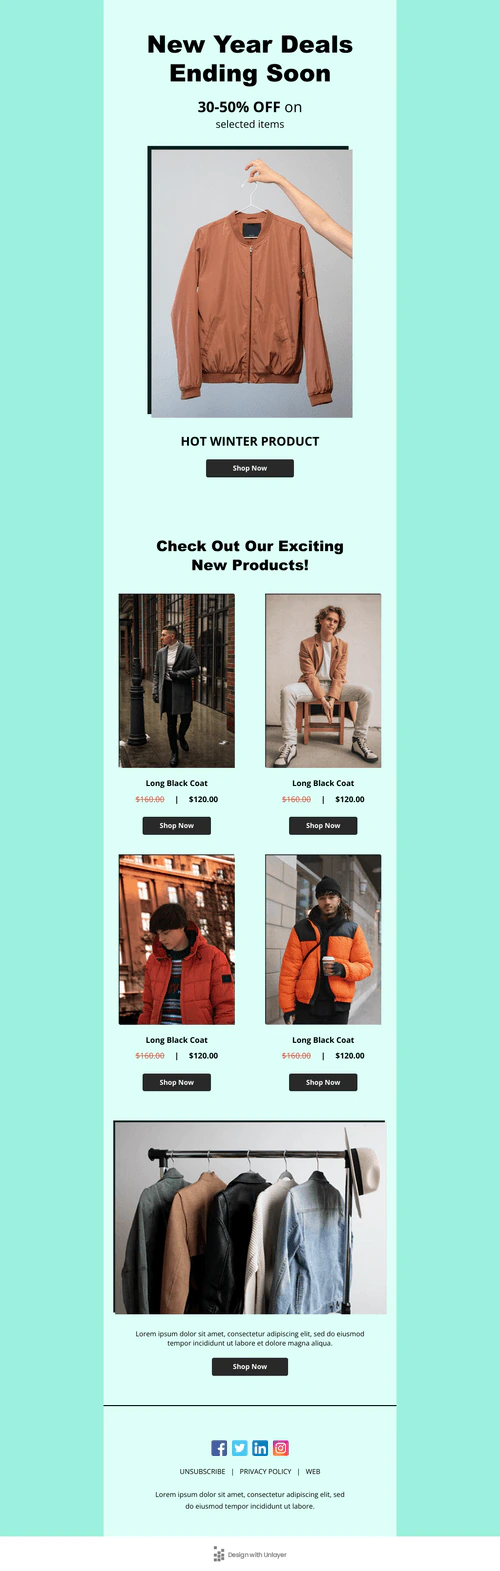 New Year Deals
Ending Soon
30-50% OFF on
selected items
HOT WINTER PRODUCT
Shop Now
Check Out Our Exciting
New Products!
Long Black Coat
$160.00 | $120.00
Shop Now
Long Black Coat
$160.00 | $120.00
Shop Now
Long Black Coat
$160.00 | $120.00
Shop Now
Long Black Coat
$160.00 | $120.00
Shop Now
Lorem ipsum dolor sit amet, consectetur adipiscing elit, sed do eiusmod
tempor incididunt ut labore et dolore magna aliqua.
Shop Now
UNSUBSCRIBE | PRIVACY POLICY | WEB
Lorem ipsum dolor sit amet, consectetur adipiscing elit, sed
do eiusmod tempor incididunt ut labore.
Design with Unlayer